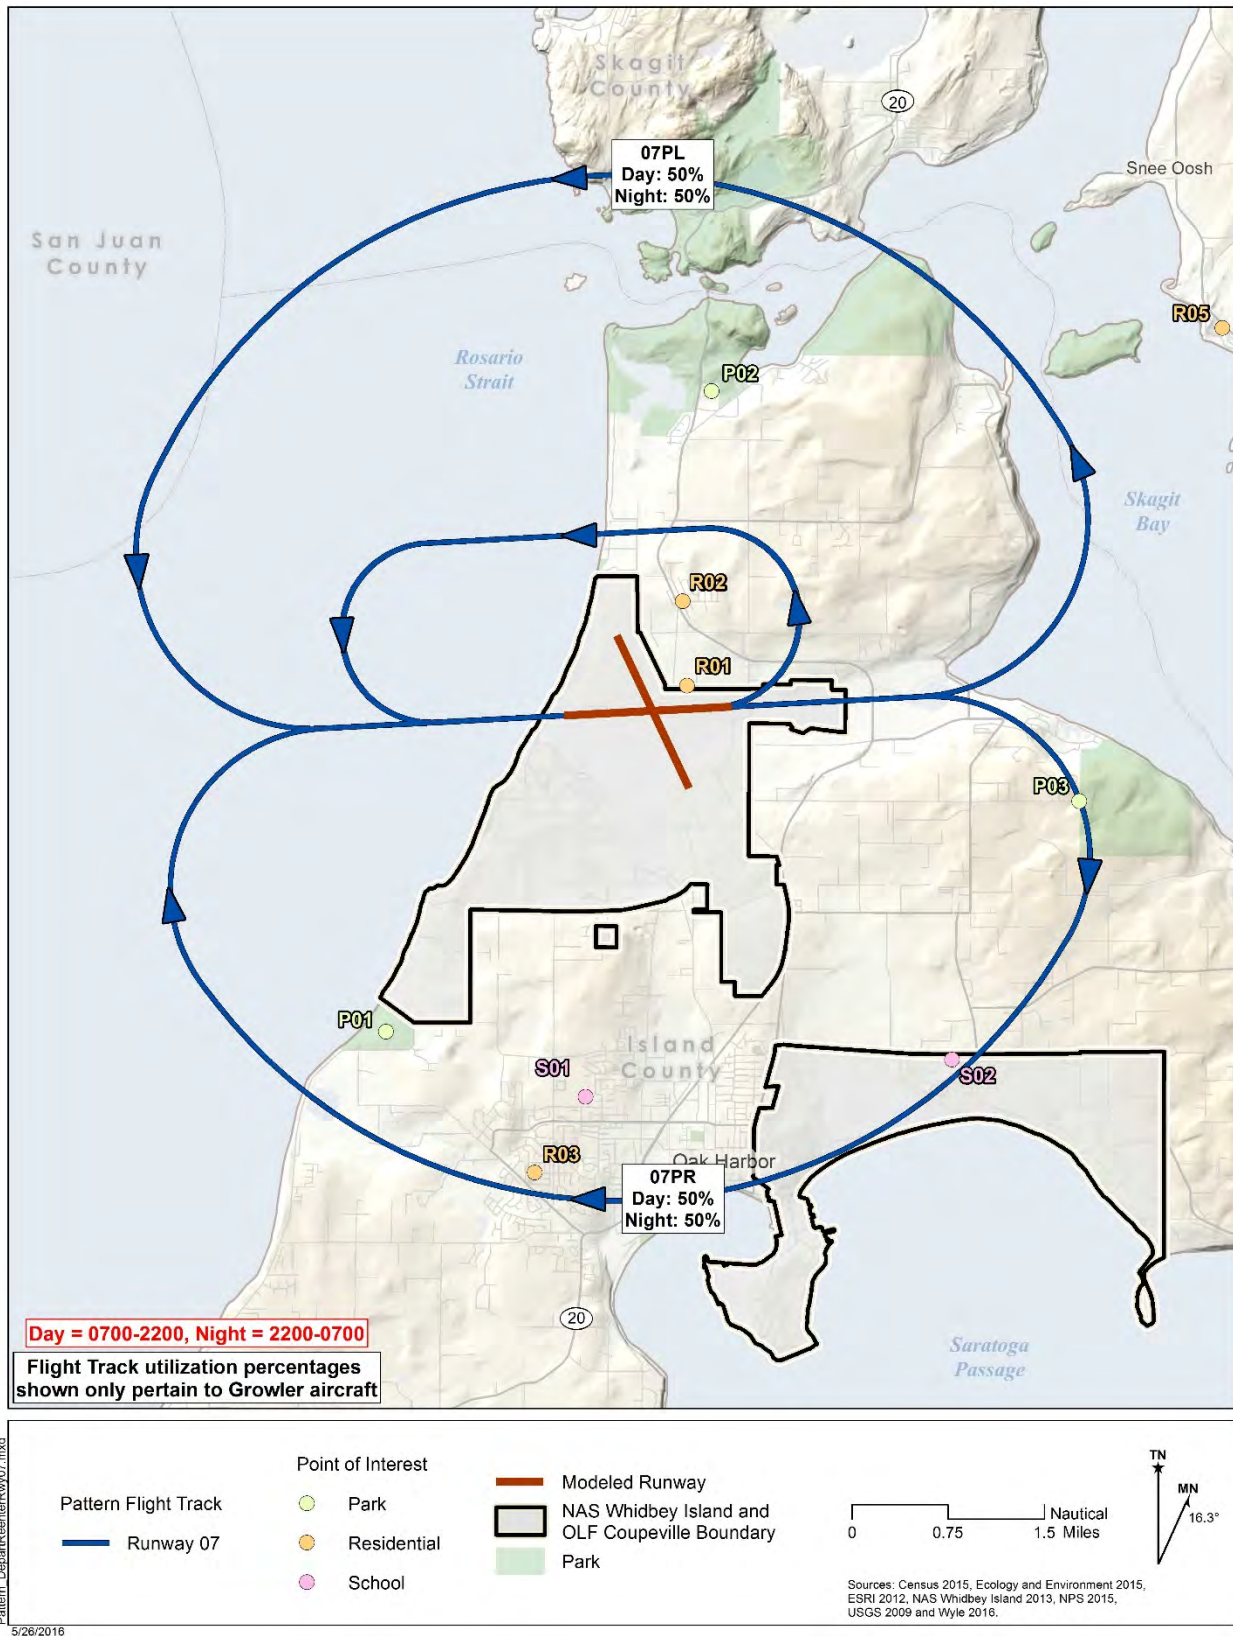 Skagit
County
20
07PL
Day: 50%
Night: 50%
Snee Oosh
San Juan
County
R05
Rosario
Strait
P02
Skagit
Bay
R02
R01
P03
P01
Island
County
S01
S02
R03
Oak Harbor
07PR
Day: 50%
Night: 50%
20
Day = 0700-2200, Night = 2200-0700
Saratoga
Passage
Flight Track utilization percentages
shown only pertain to Growler aircraft
Pattern_DepartReenterRwy07.mxd
Point of Interest
Pattern Flight Track
Runway 07
Park
Residential
School
Modeled Runway
NAS Whidbey Island and
OLF Coupeville Boundary
Park
Nautical
0 0.75 1.5 Miles
TN
MN
16.3°
Sources: Census 2015, Ecology and Environment 2015,
ESRI 2012, NAS Whidbey Island 2013, NPS 2015,
USGS 2009 and Wyle 2016.
5/26/2016